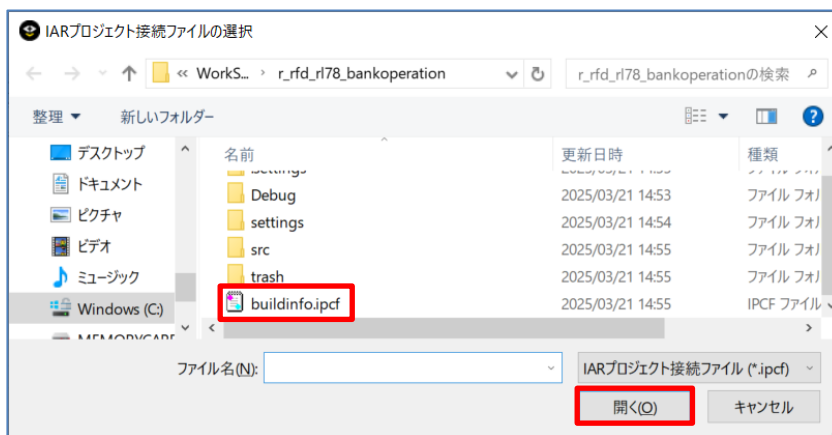 IARプロジェクト接続ファイルの選択
« WorkS... › r_rfd_rl78_bankoperation
r_rfd_rl78_bankoperationの検索
整理 新しいフォルダー
名前 更新日時 種類
デスクトップ
ドキュメント
ピクチャ
ビデオ
ミュージック
Windows (C:)
Debug 2025/03/21 14:53 ファイル フォ
settings 2025/03/21 14:54 ファイル フォ
src 2025/03/21 14:55 ファイル フォ
trash 2025/03/21 14:55 ファイル フォ
buildinfo.ipcf 2025/03/21 14:55 IPCF ファイル
ファイル名(N):
IARプロジェクト接続ファイル (*.ipcf)
開く(O) キャンセル